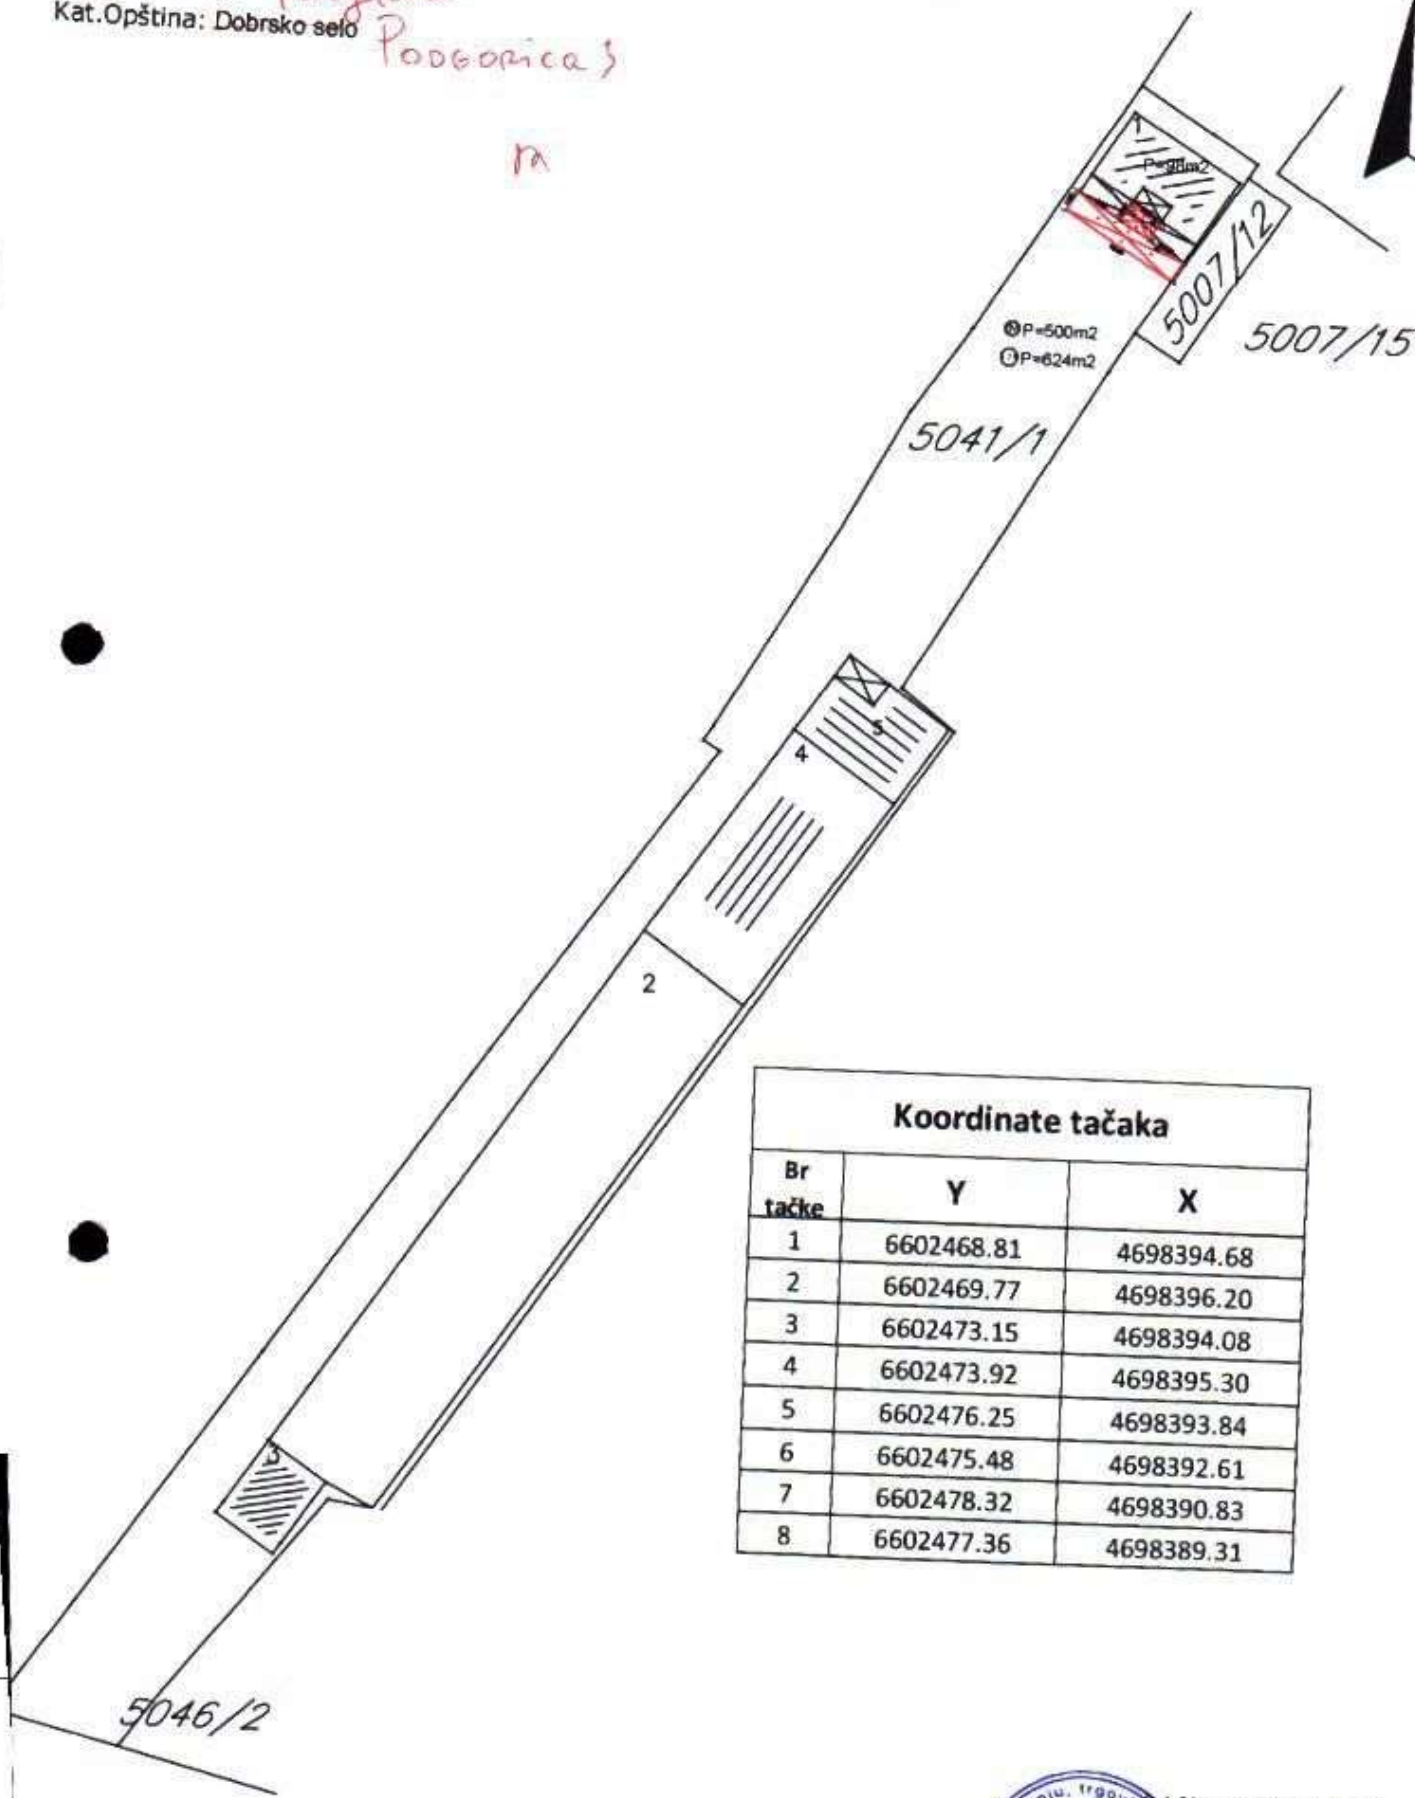 Kat.Opština: Dobrsko selo
PODGORICA 3
1
P=98m2
5007/12
5007/15
P=500m2
P=624m2
5041/1
5
4
2
3
5046/2
Koordinate tačaka
Br tačke Y X
1 6602468.81 4698394.68
2 6602469.77 4698396.20
3 6602473.15 4698394.08
4 6602473.92 4698395.30
5 6602476.25 4698393.84
6 6602475.48 4698392.61
7 6602478.32 4698390.83
8 6602477.36 4698389.31